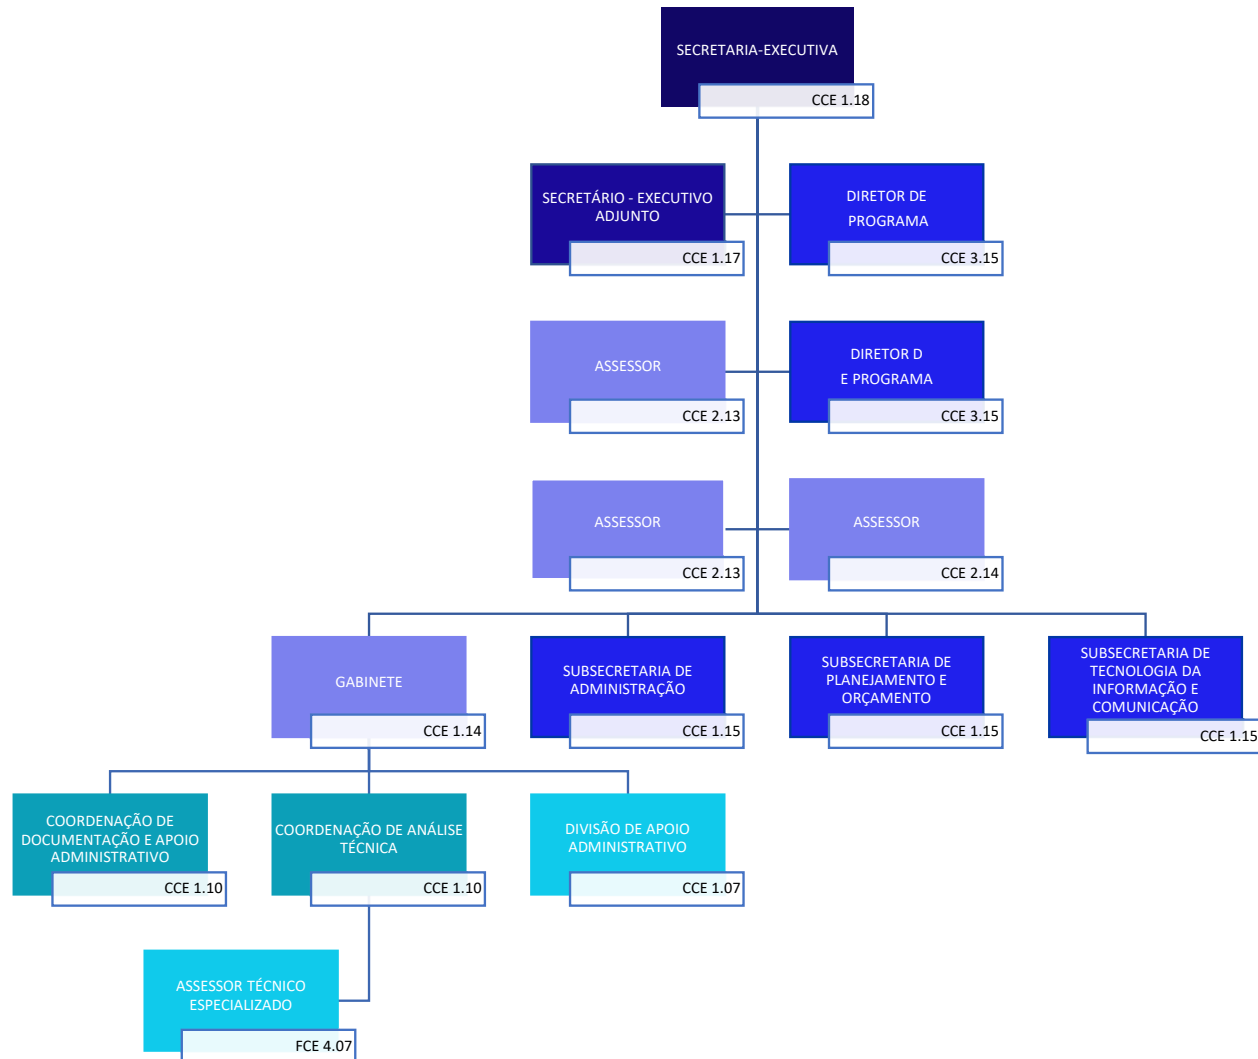 SECRETARIA-EXECUTIVA
CCE 1.18
SECRETÁRIO - EXECUTIVO
ADJUNTO
CCE 1.17
DIRETOR DE
PROGRAMA
CCE 3.15
ASSESSOR
CCE 2.13
DIRETOR D
E PROGRAMA
CCE 3.15
ASSESSOR
CCE 2.13
ASSESSOR
CCE 2.14
GABINETE
CCE 1.14
SUBSECRETARIA DE
ADMINISTRAÇÃO
CCE 1.15
SUBSECRETARIA DE
PLANEJAMENTO E
ORÇAMENTO
CCE 1.15
SUBSECRETARIA DE
TECNOLOGIA DA
INFORMAÇÃO E
COMUNICAÇÃO
CCE 1.15
COORDENAÇÃO DE
DOCUMENTAÇÃO E APOIO
ADMINISTRATIVO
CCE 1.10
COORDENAÇÃO DE ANÁLISE
TÉCNICA
CCE 1.10
DIVISÃO DE APOIO
ADMINISTRATIVO
CCE 1.07
ASSESSOR TÉCNICO
ESPECIALIZADO
FCE 4.07